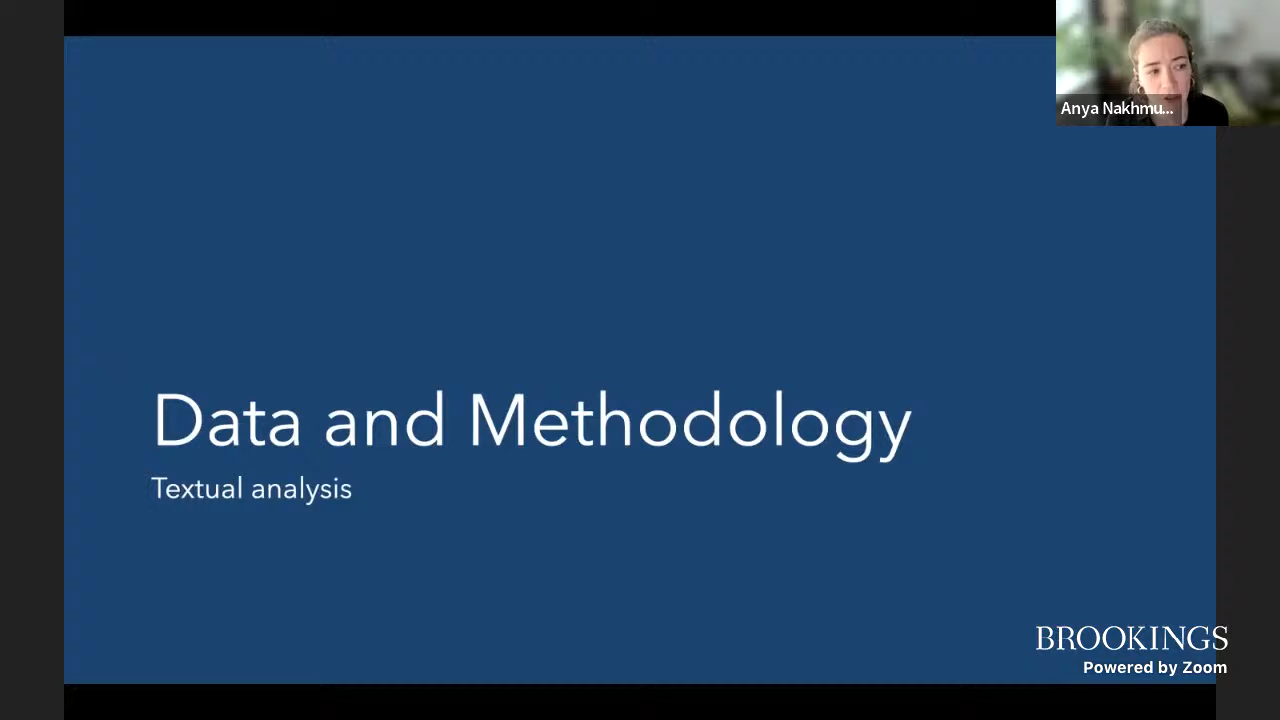 Anya Nakhmu...
Data and Methodology
Textual analysis
BROOKINGS
Powered by Zoom